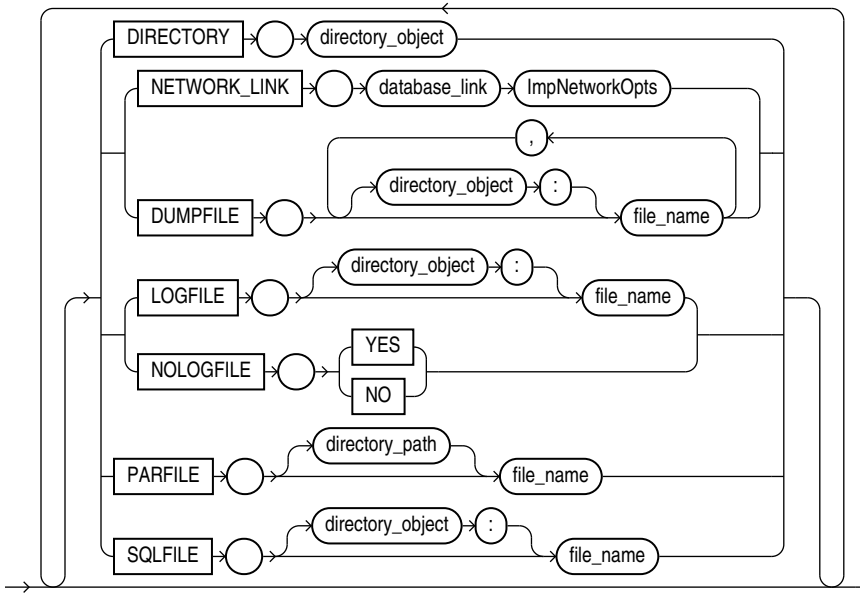 DIRECTORY directory_object
NETWORK_LINK database_link ImpNetworkOpts
,
directory_object :
DUMPFILE file_name
directory_object :
LOGFILE file_name
YES
NOLOGFILE
NO
directory_path
PARFILE file_name
directory_object :
SQLFILE file_name